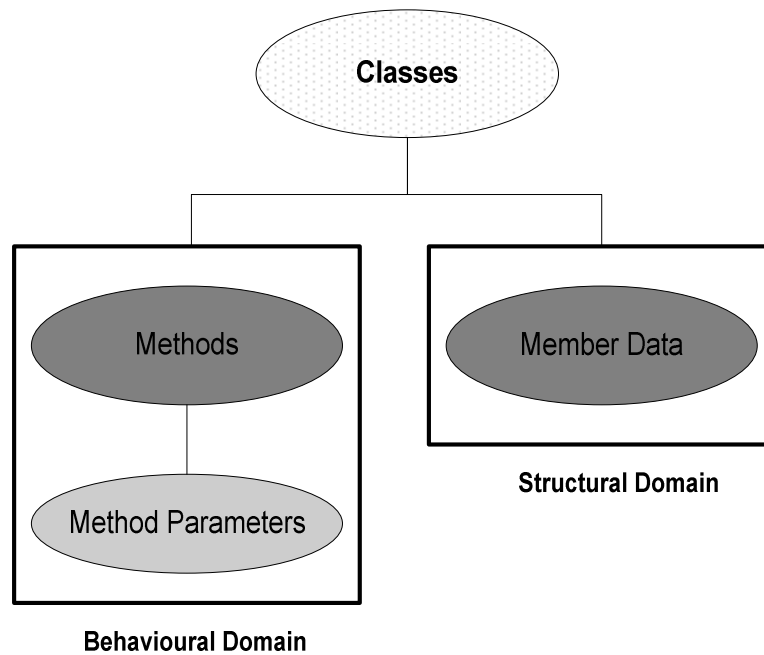 Classes
Methods
Member Data
Method Parameters
Structural Domain
Behavioural Domain